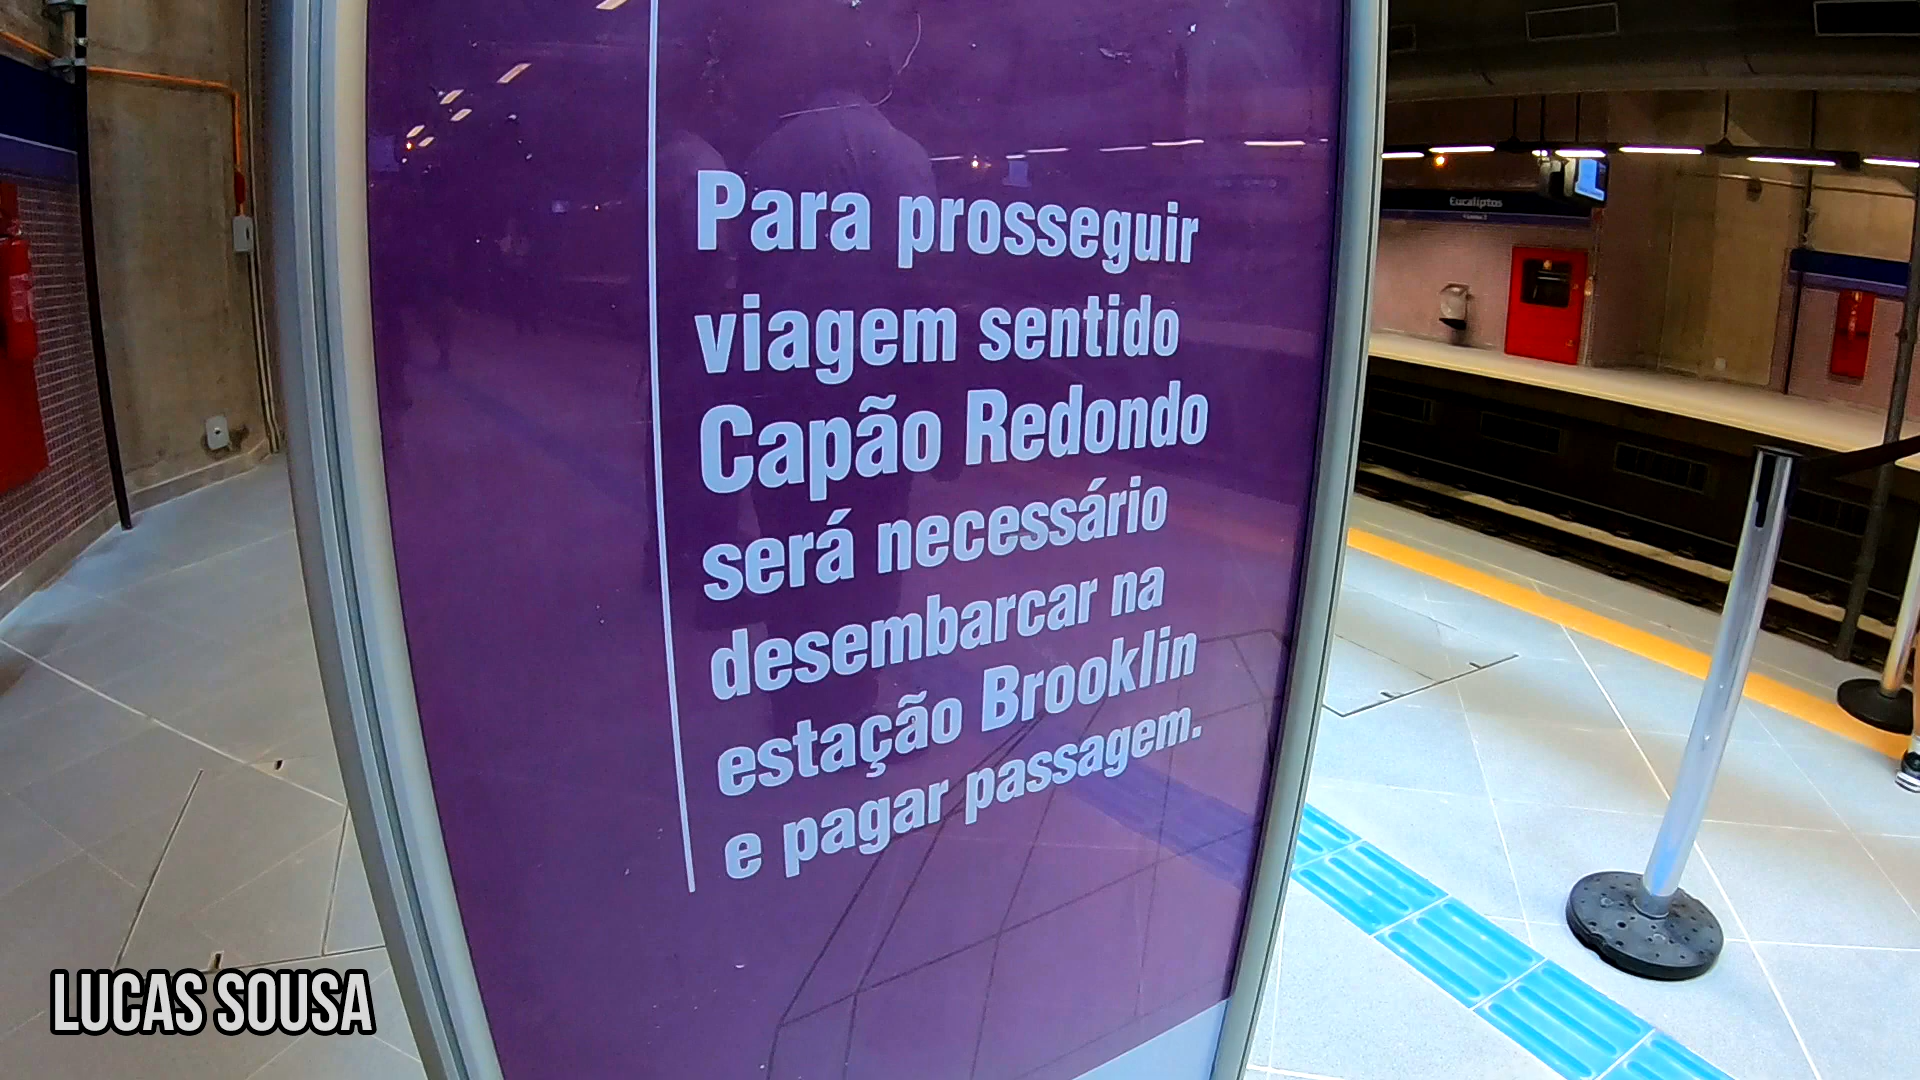 Para prosseguir
viagem sentido
Capão Redondo
será necessário
desembarcar na
estação Brooklin
e pagar passagem.
Eucaliptos
LUCAS SOUSA